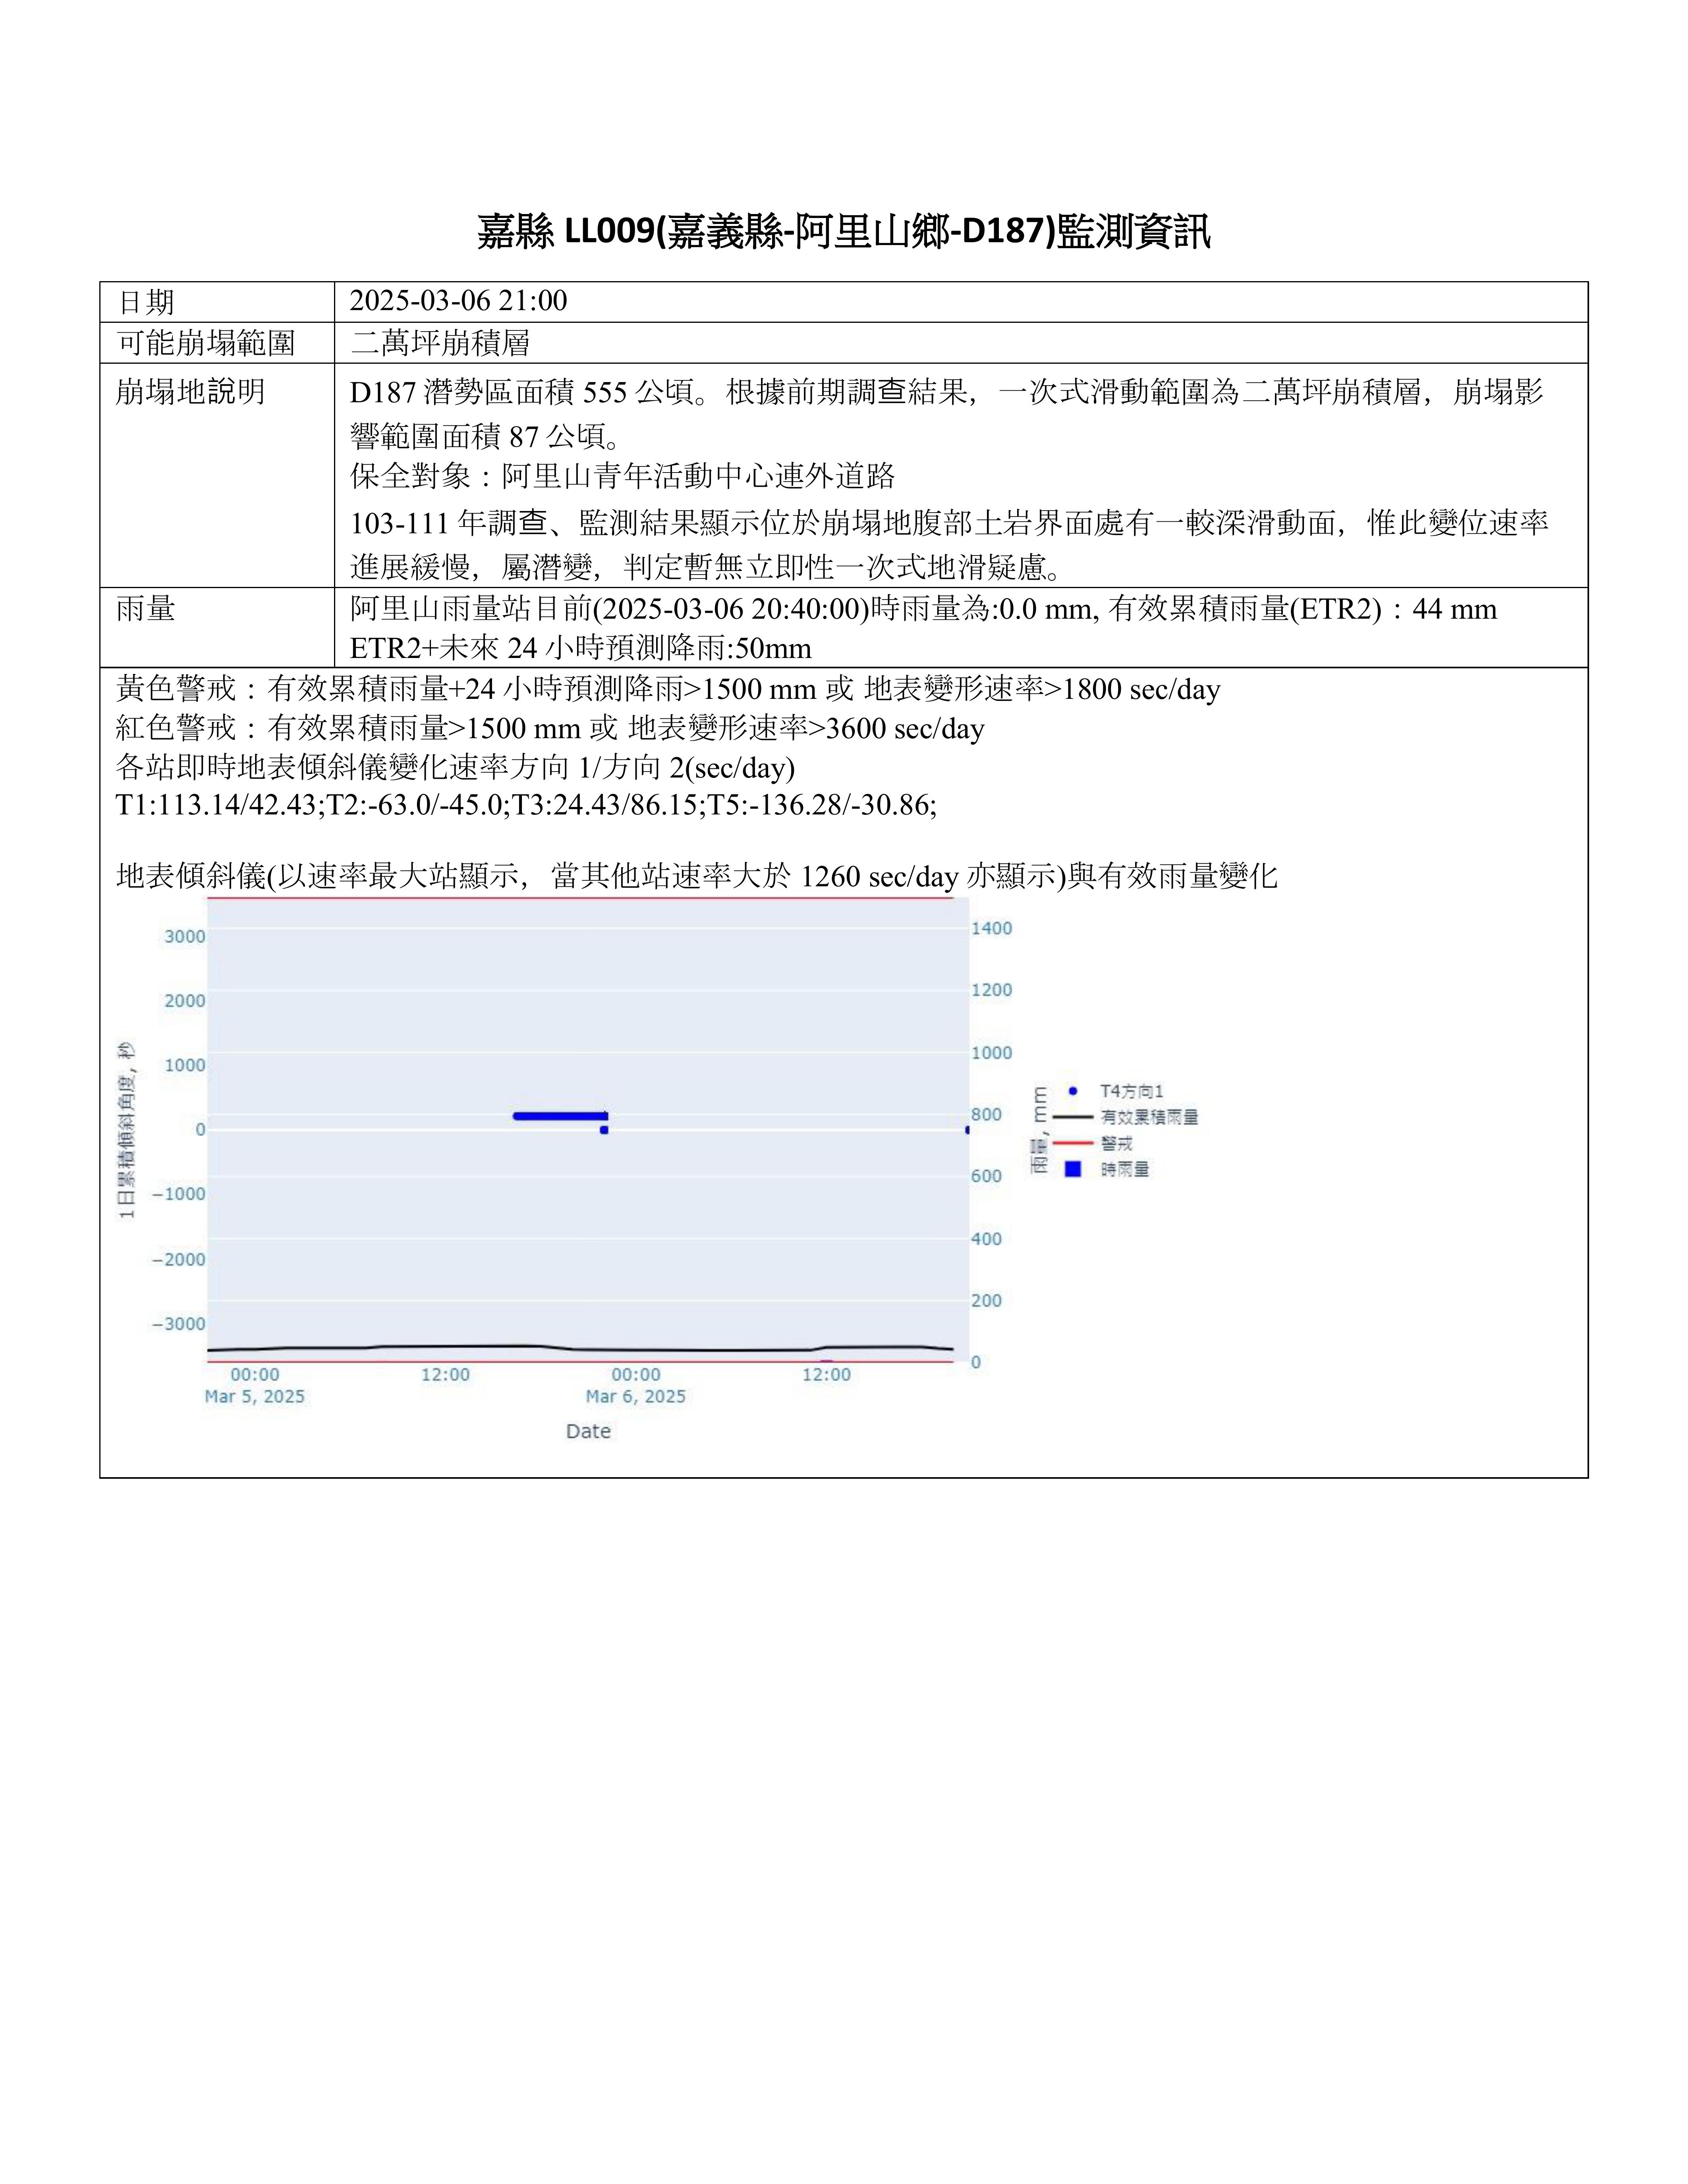 嘉縣 LL009(嘉義縣-阿里山鄉-D187)監測資訊
日期 2025-03-06 21:00
可能崩塌範圍 二萬坪崩積層
崩塌地說明 D187 潛勢區面積 555 公頃。根據前期調查結果，一次式滑動範圍為二萬坪崩積層，崩塌影
響範圍面積 87 公頃。
保全對象：阿里山青年活動中心連外道路
103-111 年調查、監測結果顯示位於崩塌地腹部土岩界面處有一較深滑動面，惟此變位速率
進展緩慢，屬潛變，判定暫無立即性一次式地滑疑慮。
雨量 阿里山雨量站目前(2025-03-06 20:40:00)時雨量為:0.0 mm, 有效累積雨量(ETR2)：44 mm
ETR2+未來 24 小時預測降雨:50mm
黃色警戒：有效累積雨量+24 小時預測降雨>1500 mm 或 地表變形速率>1800 sec/day
紅色警戒：有效累積雨量>1500 mm 或 地表變形速率>3600 sec/day
各站即時地表傾斜儀變化速率方向 1/方向 2(sec/day)
T1:113.14/42.43;T2:-63.0/-45.0;T3:24.43/86.15;T5:-136.28/-30.86;
地表傾斜儀(以速率最大站顯示，當其他站速率大於 1260 sec/day 亦顯示)與有效雨量變化
1日累積傾斜角度, 秒
3000
2000
1000
0
−1000
−2000
−3000
1400
1200
1000
800
600
400
200
0
雨量, mm
T4方向1
有效累積雨量
警戒
時雨量
00:00 12:00 00:00 12:00
Mar 5, 2025 Mar 6, 2025
Date